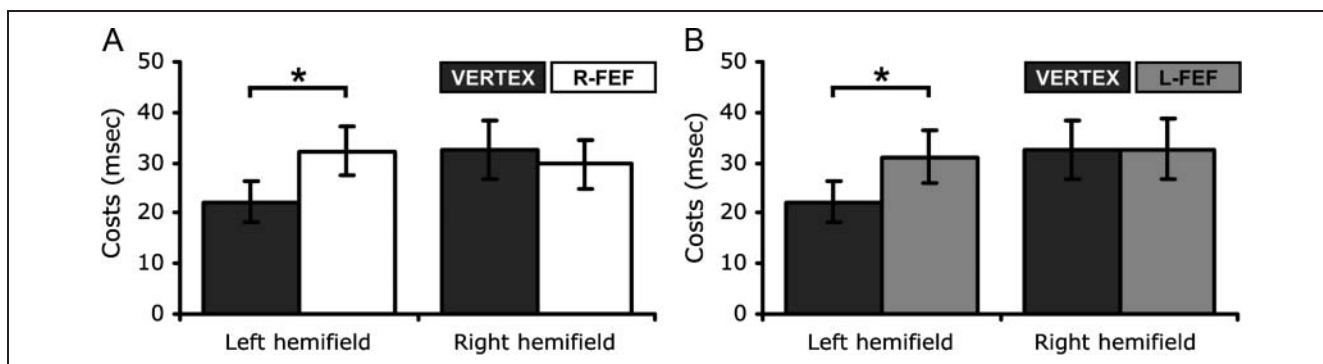 A
Costs (msec)
50
40
30
20
10
0
*
VERTEX R-FEF
Left hemifield Right hemifield
B
Costs (msec)
50
40
30
20
10
0
*
VERTEX L-FEF
Left hemifield Right hemifield